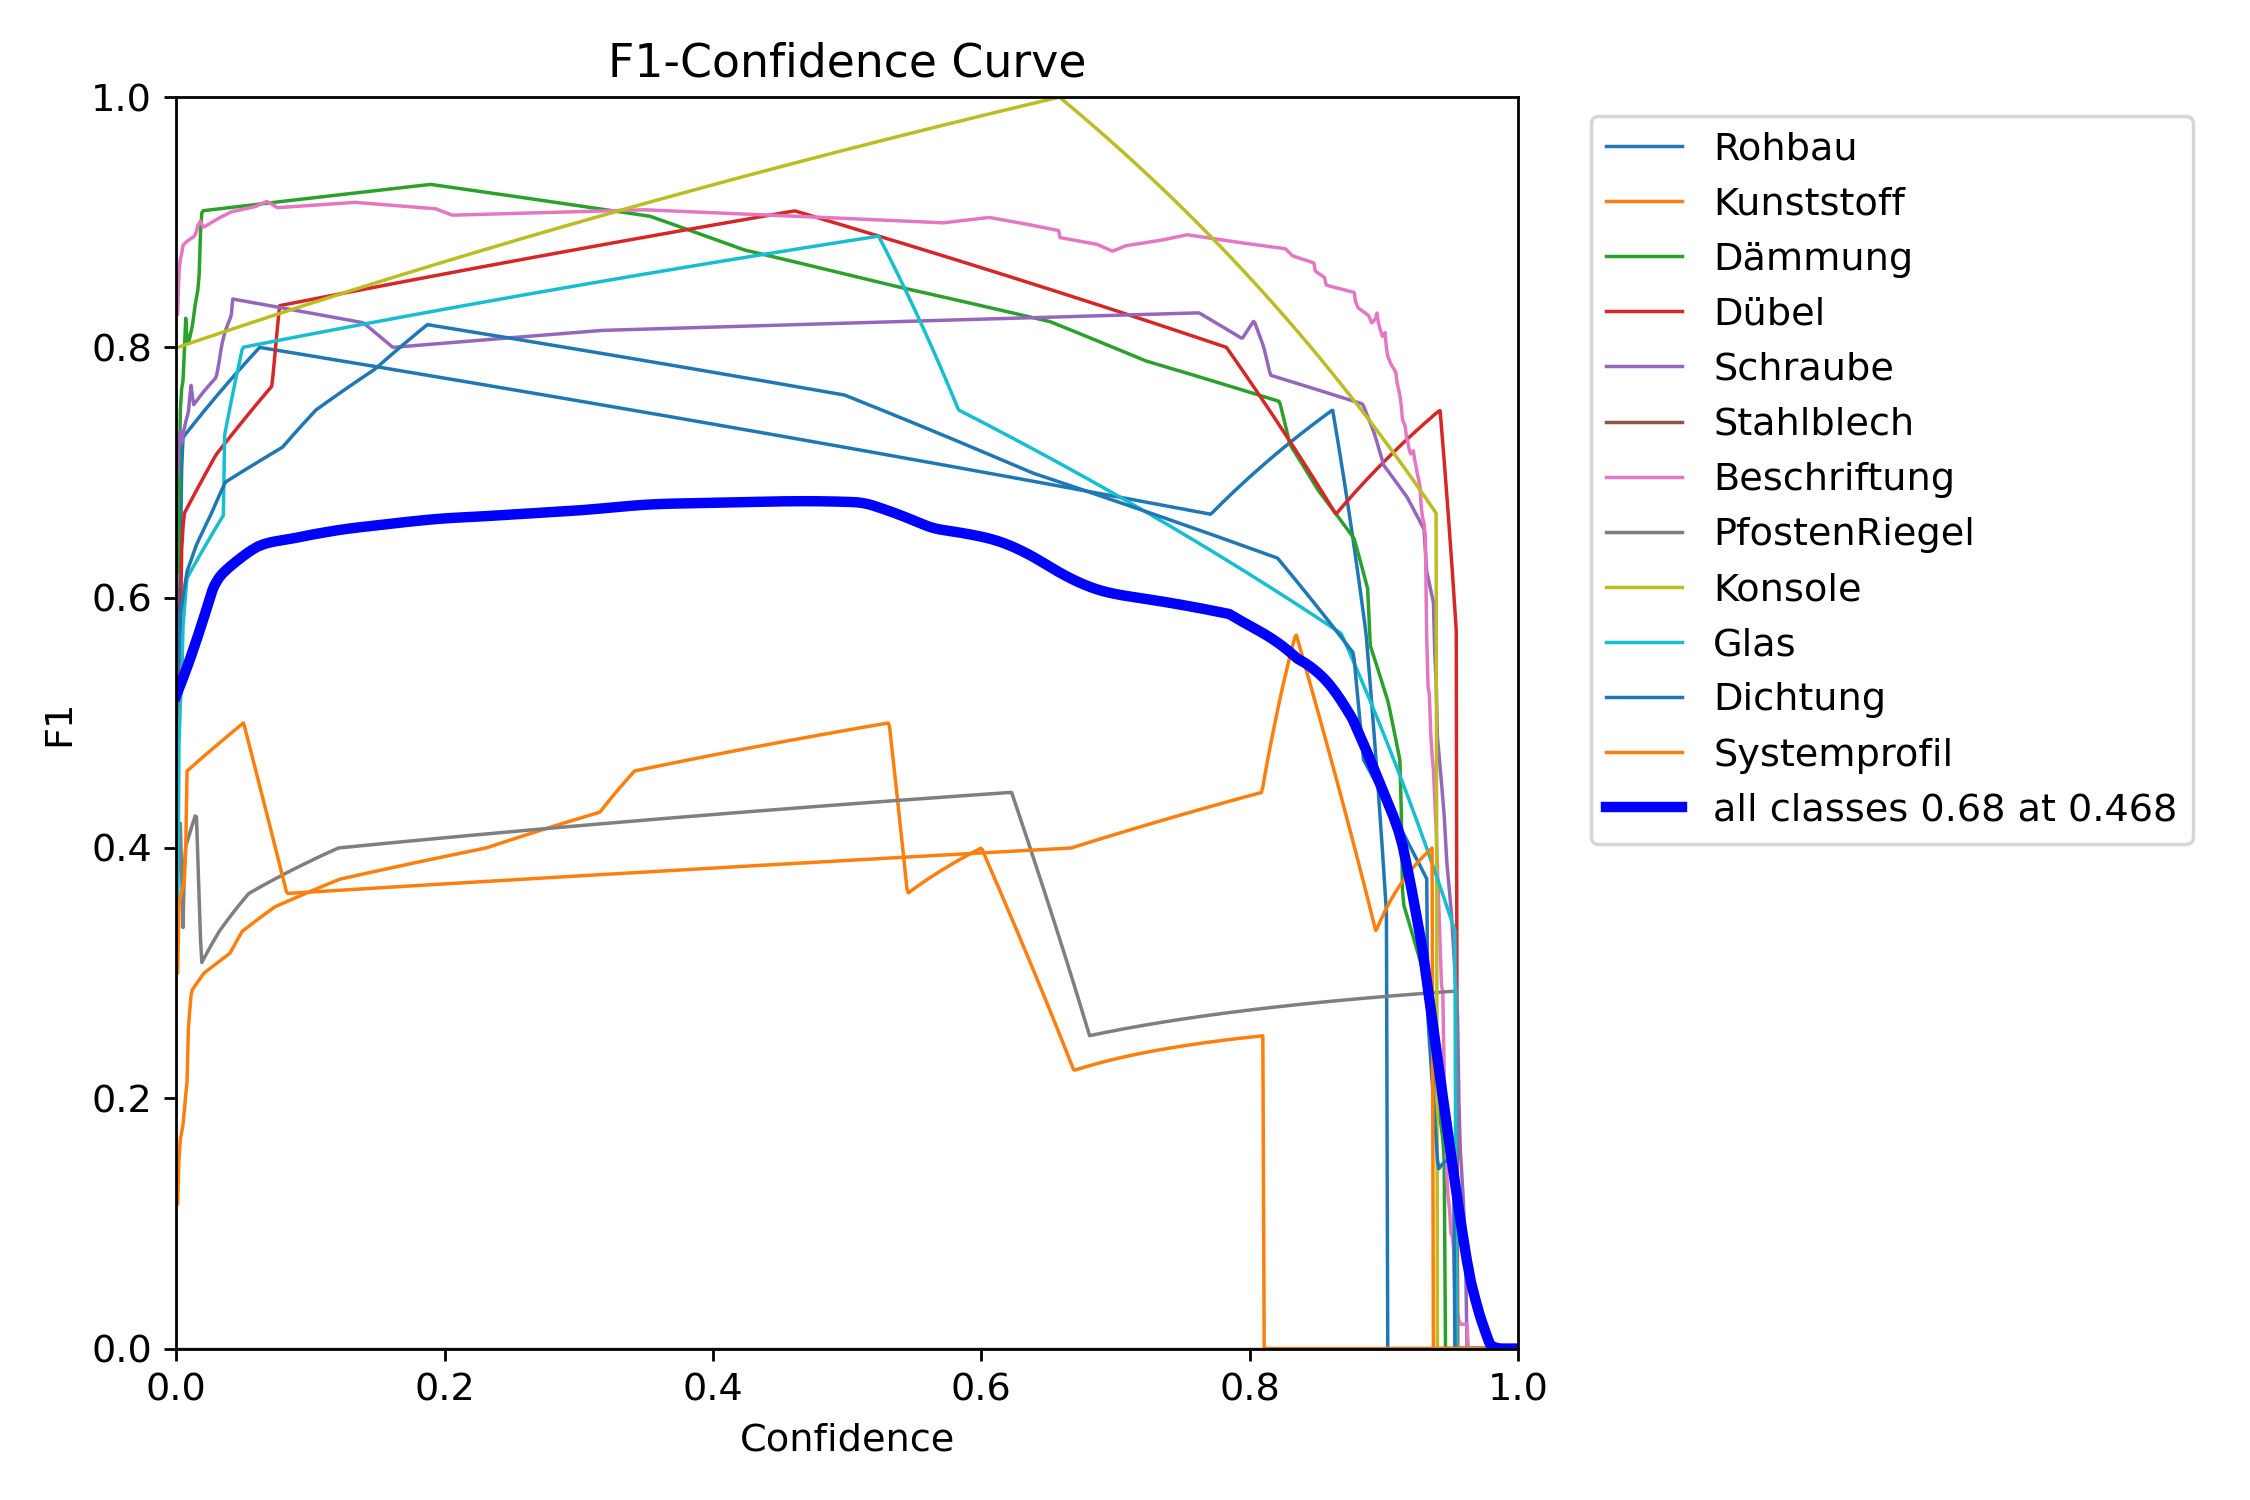 F1-Confidence Curve
1.0
0.8
0.6
0.4
0.2
0.0
F1
0.0 0.2 0.4 0.6 0.8 1.0
Confidence
Rohbau
Kunststoff
Dämmung
Dübel
Schraube
Stahlblech
Beschriftung
PfostenRiegel
Konsole
Glas
Dichtung
Systemprofil
all classes 0.68 at 0.468